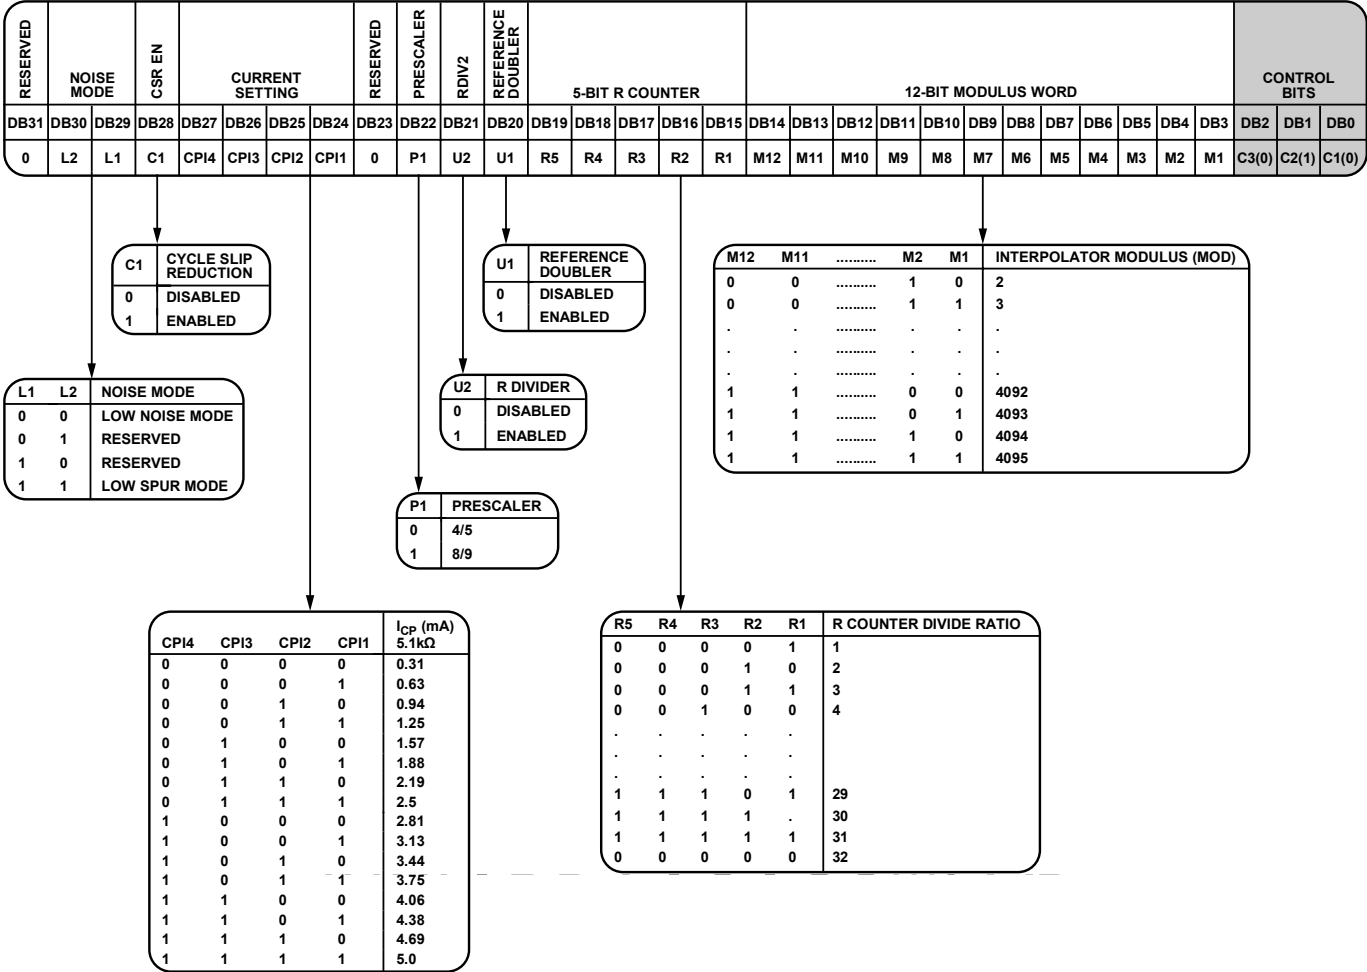 RESERVED
NOISE MODE
CSR EN
CURRENT SETTING
RESERVED
PRESCALER
RDIV2
REFERENCE DOUBLER
5-BIT R COUNTER
12-BIT MODULUS WORD
CONTROL BITS
DB31 DB30 DB29 DB28 DB27 DB26 DB25 DB24 DB23 DB22 DB21 DB20 DB19 DB18 DB17 DB16 DB15 DB14 DB13 DB12 DB11 DB10 DB9 DB8 DB7 DB6 DB5 DB4 DB3 DB2 DB1 DB0
0 L2 L1 C1 CPI4 CPI3 CPI2 CPI1 0 P1 U2 U1 R5 R4 R3 R2 R1 M12 M11 M10 M9 M8 M7 M6 M5 M4 M3 M2 M1 C3(0) C2(1) C1(0)
C1 CYCLE SLIP REDUCTION
0 DISABLED
1 ENABLED
U1 REFERENCE DOUBLER
0 DISABLED
1 ENABLED
M12 M11 .......... M2 M1 INTERPOLATOR MODULUS (MOD)
0 0 .......... 1 0 2
0 0 .......... 1 1 3
. . .......... . . .
. . .......... . . .
. . .......... . . .
1 1 .......... 0 0 4092
1 1 .......... 0 1 4093
1 1 .......... 1 0 4094
1 1 .......... 1 1 4095
L1 L2 NOISE MODE
0 0 LOW NOISE MODE
0 1 RESERVED
1 0 RESERVED
1 1 LOW SPUR MODE
U2 R DIVIDER
0 DISABLED
1 ENABLED
P1 PRESCALER
0 4/5
1 8/9
CPI4 CPI3 CPI2 CPI1 ICP (mA) 5.1kΩ
0 0 0 0 0.31
0 0 0 1 0.63
0 0 1 0 0.94
0 0 1 1 1.25
0 1 0 0 1.57
0 1 0 1 1.88
0 1 1 0 2.19
0 1 1 1 2.5
1 0 0 0 2.81
1 0 0 1 3.13
1 0 1 0 3.44
1 0 1 1 3.75
1 1 0 0 4.06
1 1 0 1 4.38
1 1 1 0 4.69
1 1 1 1 5.0
R5 R4 R3 R2 R1 R COUNTER DIVIDE RATIO
0 0 0 0 1 1
0 0 0 1 0 2
0 0 0 1 1 3
0 0 1 0 0 4
. . . . .
. . . . .
. . . . .
1 1 1 0 1 29
1 1 1 1 . 30
1 1 1 1 1 31
0 0 0 0 0 32